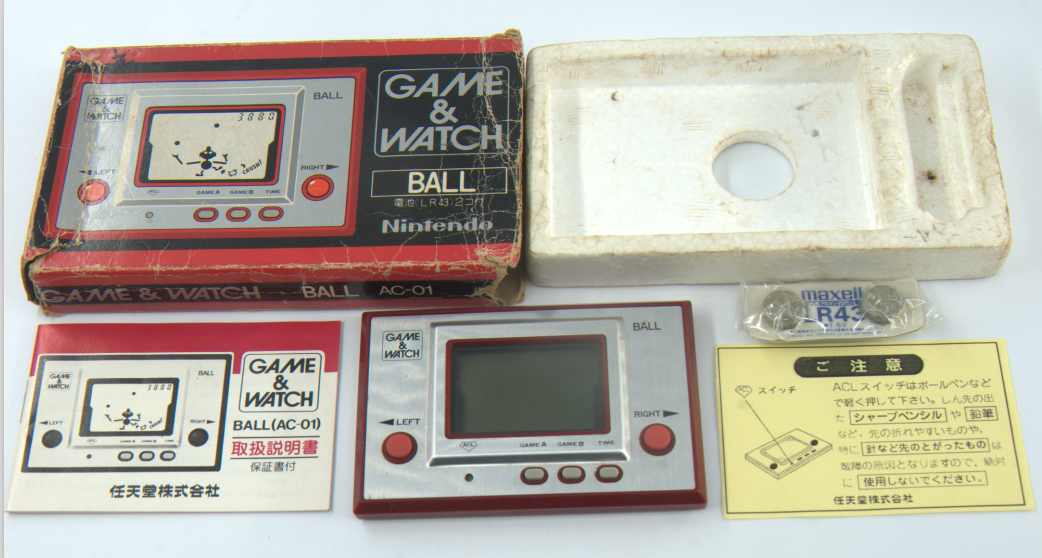 GAME
&
WATCH
BALL
3880
CRUSH!
LEFT
RIGHT
ACL
GAME A
GAME B
TIME
GAME
&
WATCH
BALL
電池(LR43)2コ付
Nintendo
GAME & WATCH
BALL
AC-01
maxell
LR43
1.5V
GAME
&
WATCH
BALL
3880
LEFT
RIGHT
GAME A
GAME B
TIME
GAME
&
WATCH
BALL(AC-01)
取扱説明書
保証書付
任天堂株式会社
GAME
&
WATCH
BALL
LEFT
RIGHT
ACL
GAME A
GAME B
TIME
ご注意
ACL
スイッチ
ACLスイッチはボールペンなど
で軽く押して下さい。しん先の出
た シャープペンシル や 鉛筆
など、先の折れやすいものや、
特に 針など先のとがったもの は
故障の原因となりますので、絶対
に 使用しないでください。
任天堂株式会社